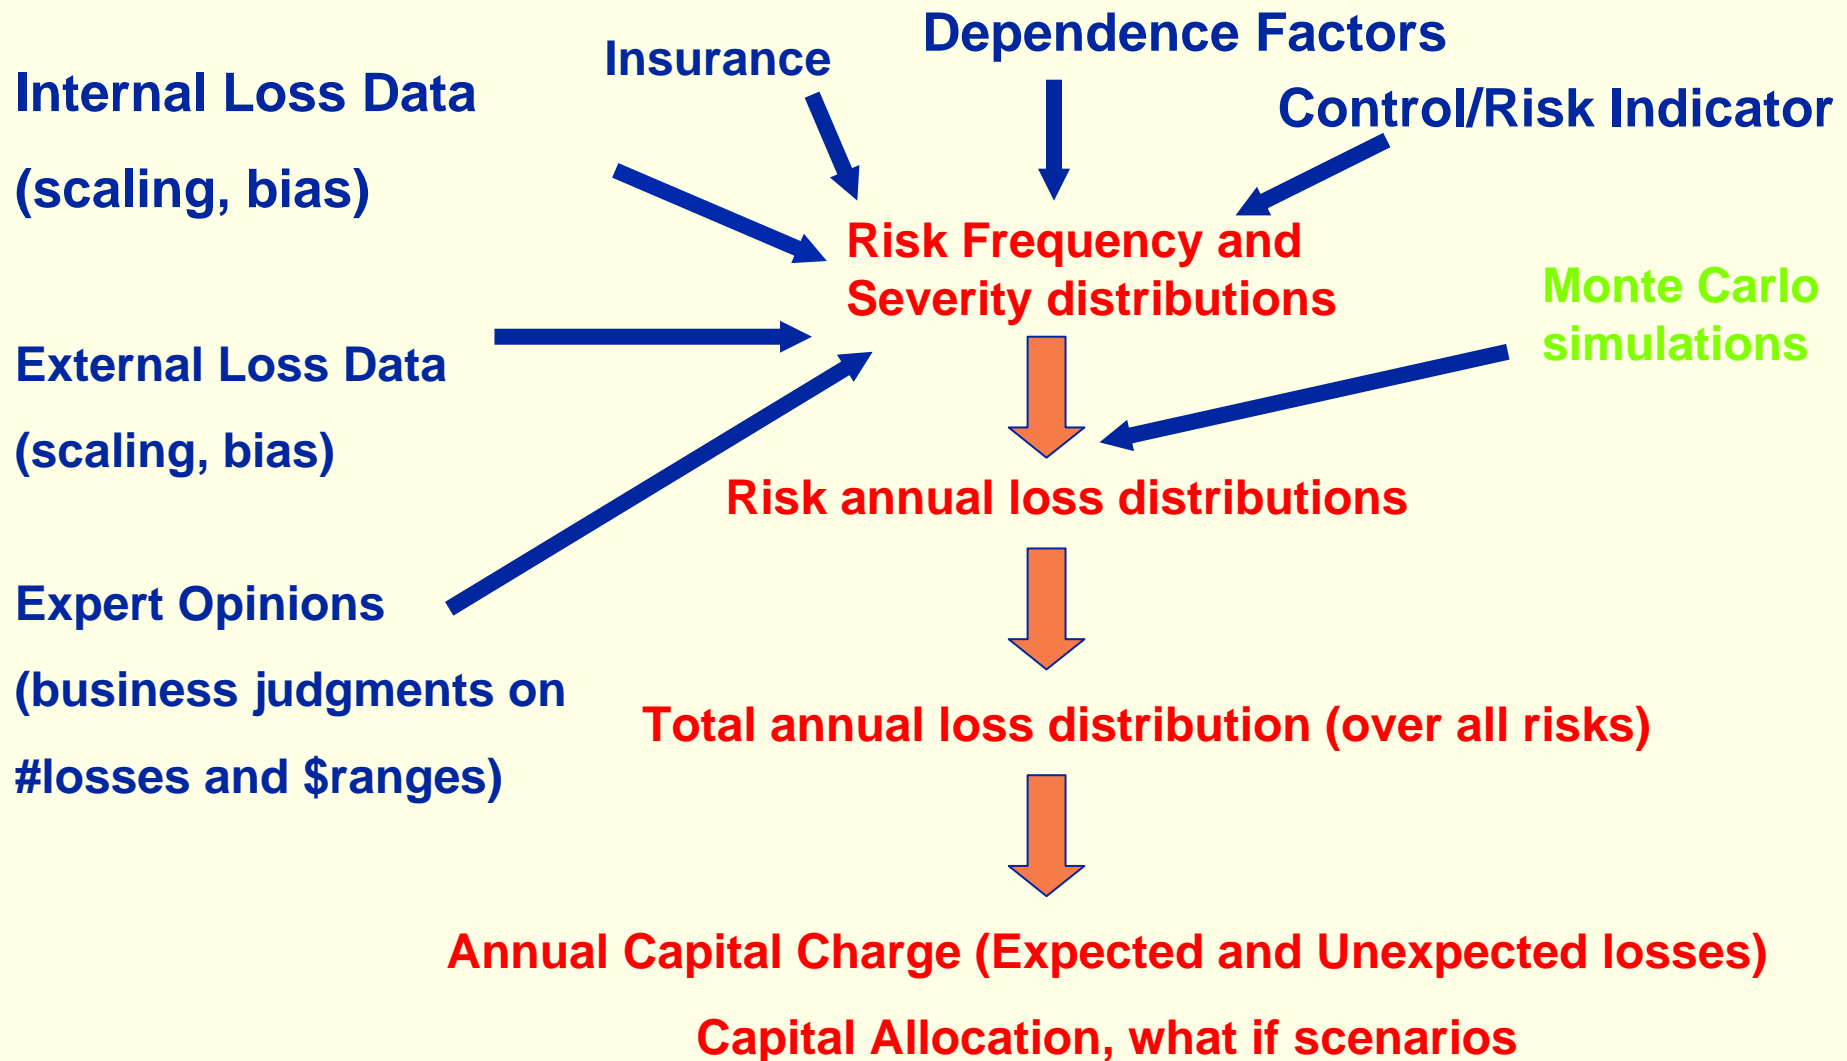 Dependence Factors
Insurance
Internal Loss Data
(scaling, bias)
Control/Risk Indicator
Risk Frequency and
Severity distributions
Monte Carlo
simulations
External Loss Data
(scaling, bias)
Risk annual loss distributions
Expert Opinions
(business judgments on
#losses and $ranges)
Total annual loss distribution (over all risks)
Annual Capital Charge (Expected and Unexpected losses)
Capital Allocation, what if scenarios